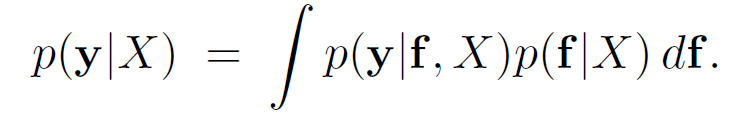 p(𝐲|X) = ∫ p(𝐲|𝐟, X)p(𝐟|X) d𝐟.